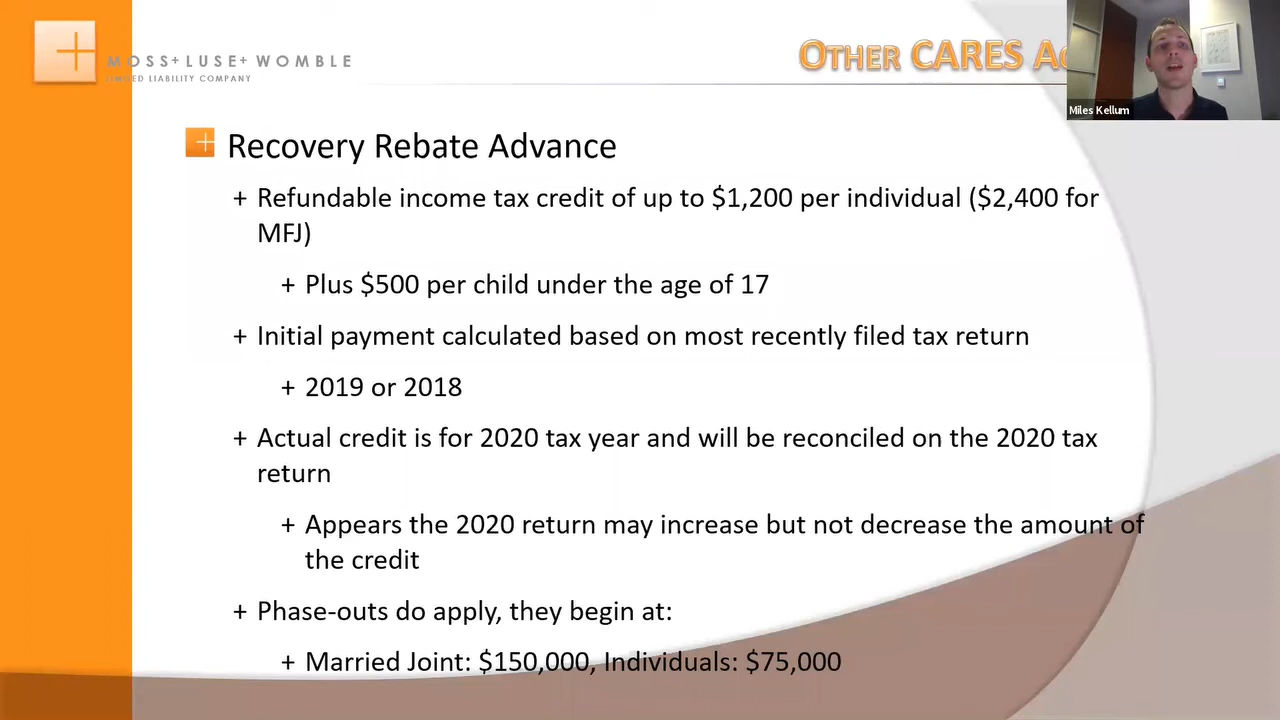 MOSS+LUSE+ WOMBLE
LIMITED LIABILITY COMPANY
OTHER CARES
Miles Kellum
Recovery Rebate Advance
+ Refundable income tax credit of up to $1,200 per individual ($2,400 for
MFJ)
+ Plus $500 per child under the age of 17
+ Initial payment calculated based on most recently filed tax return
+ 2019 or 2018
+ Actual credit is for 2020 tax year and will be reconciled on the 2020 tax
return
+ Appears the 2020 return may increase but not decrease the amount of
the credit
+ Phase-outs do apply, they begin at:
+ Married Joint: $150,000, Individuals: $75,000